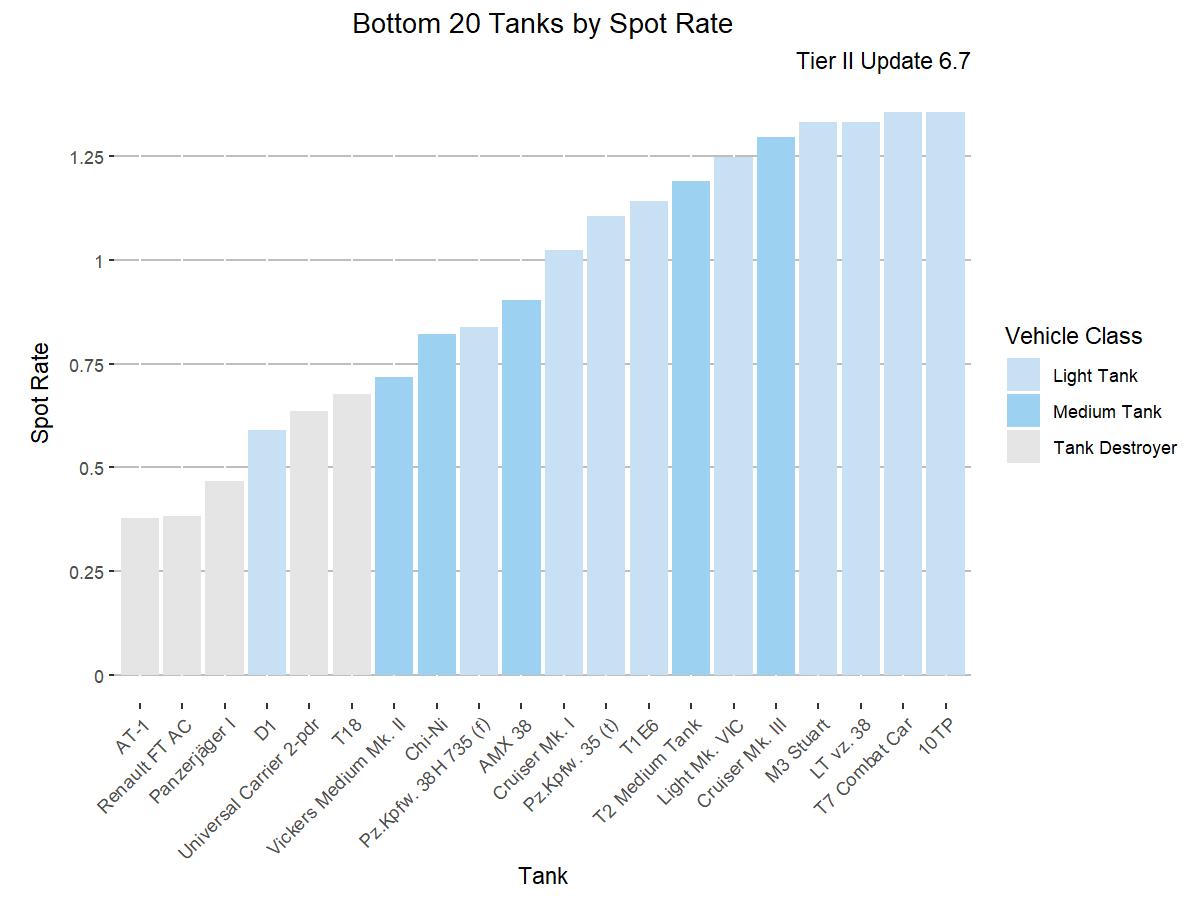 Bottom 20 Tanks by Spot Rate
Tier II Update 6.7
Spot Rate
1.25
1
0.75
0.5
0.25
0
AT-1
Renault FT AC
Panzerjäger I
D1
Universal Carrier 2-pdr
T18
Vickers Medium Mk. II
Chi-Ni
Pz.Kpfw. 38H 735 (f)
AMX 38
Cruiser Mk. I
Pz.Kpfw. 35 (t)
T1E6
T2 Medium Tank
Light Mk. VIC
Cruiser Mk. III
M3 Stuart
LT vz. 38
T7 Combat Car
10TP
Tank
Vehicle Class
Light Tank
Medium Tank
Tank Destroyer